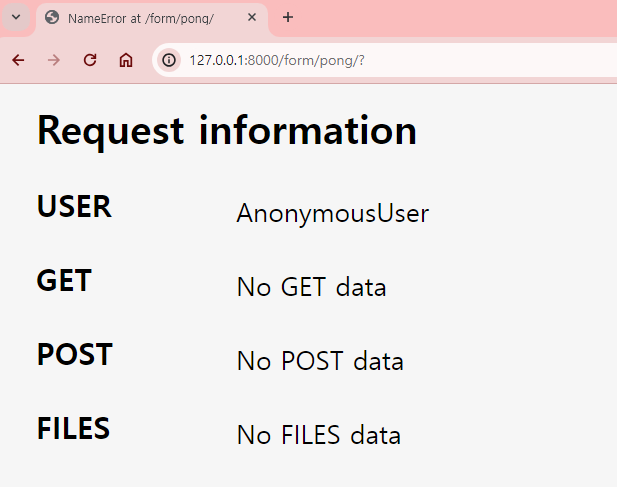 NameError at /form/pong/
127.0.0.1:8000/form/pong/?
Request information
USER AnonymousUser
GET No GET data
POST No POST data
FILES No FILES data